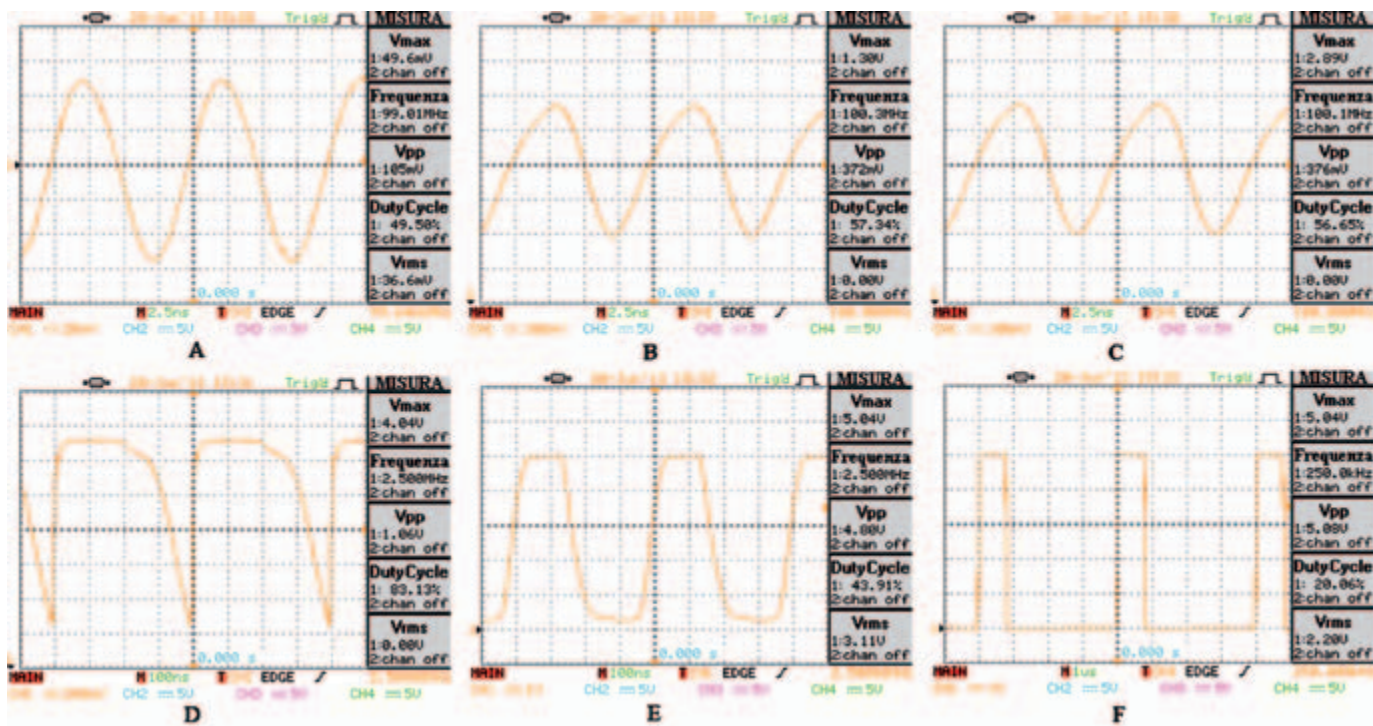 Trig'd MISURA
Vmax
1:49.6mV
2:chan off
Frequenza
1:99.01MHz
2:chan off
Vpp
1:105mV
2:chan off
DutyCycle
1: 49.50%
2:chan off
Vrms
1:36.6mV
2:chan off
0.000 s
MAIN M 2.5ns T EDGE
CH2 5V CH4 5V
A
Trig'd MISURA
Vmax
1:1.30V
2:chan off
Frequenza
1:100.3MHz
2:chan off
Vpp
1:372mV
2:chan off
DutyCycle
1: 57.34%
2:chan off
Vrms
1:0.00V
2:chan off
0.000 s
MAIN M 2.5ns T EDGE
CH2 5V CH4 5V
B
Trig'd MISURA
Vmax
1:2.89V
2:chan off
Frequenza
1:100.1MHz
2:chan off
Vpp
1:376mV
2:chan off
DutyCycle
1: 56.65%
2:chan off
Vrms
1:0.00V
2:chan off
0.000 s
MAIN M 2.5ns T EDGE
CH2 5V CH4 5V
C
Trig'd MISURA
Vmax
1:4.04V
2:chan off
Frequenza
1:2.500MHz
2:chan off
Vpp
1:1.06V
2:chan off
DutyCycle
1: 83.13%
2:chan off
Vrms
1:0.00V
2:chan off
0.000 s
MAIN M 100ns T EDGE
CH2 5V CH4 5V
D
Trig'd MISURA
Vmax
1:5.04V
2:chan off
Frequenza
1:2.500MHz
2:chan off
Vpp
1:4.80V
2:chan off
DutyCycle
1: 43.91%
2:chan off
Vrms
1:3.11V
2:chan off
0.000 s
MAIN M 100ns T EDGE
CH2 5V CH4 5V
E
Trig'd MISURA
Vmax
1:5.04V
2:chan off
Frequenza
1:250.0kHz
2:chan off
Vpp
1:5.08V
2:chan off
DutyCycle
1: 20.06%
2:chan off
Vrms
1:2.20V
2:chan off
0.000 s
MAIN M 1us T EDGE
CH2 5V CH4 5V
F